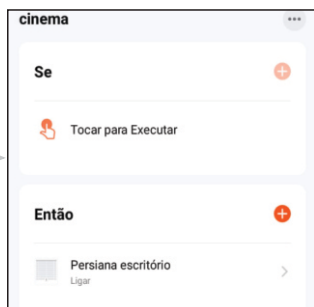 cinema
Se
Tocar para Executar
Então
Persiana escritório
Ligar